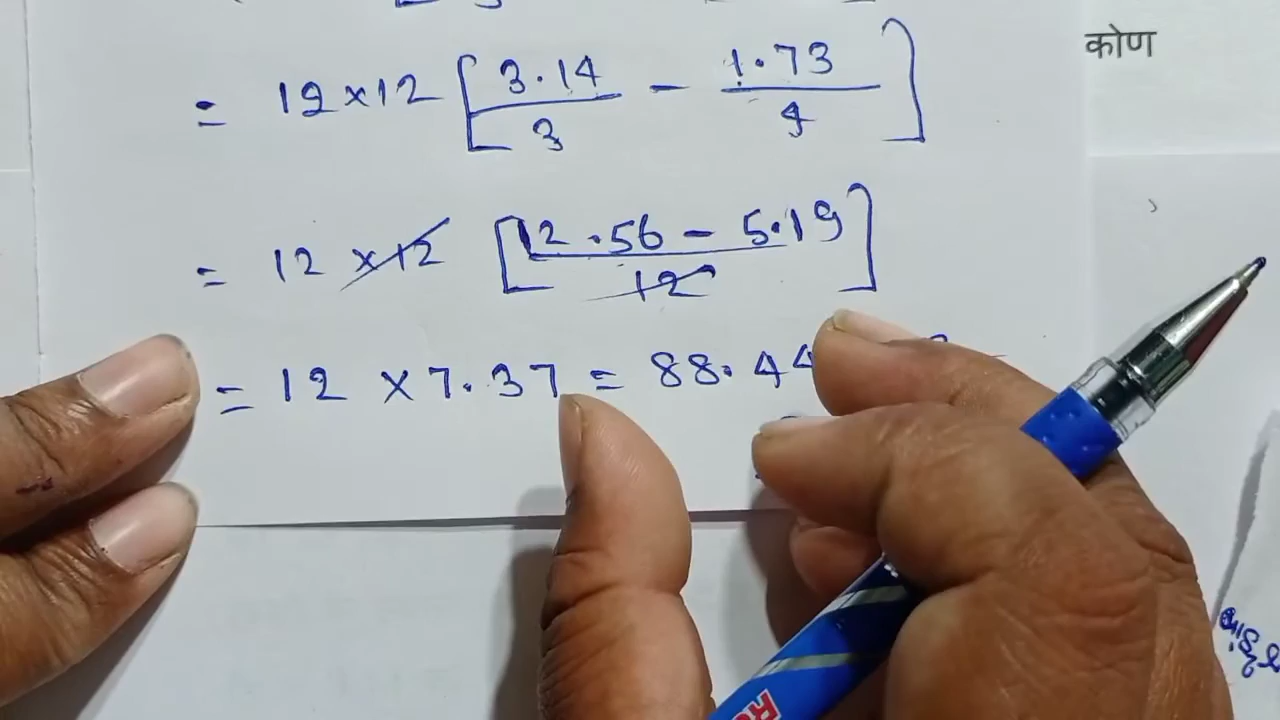 = 12 × 12 [ 3.14 / 3 - 1.73 / 4 ]
कोण
= 12 × 12 [ 12.56 - 5.19 / 12 ]
= 12 × 7.37 = 88.44